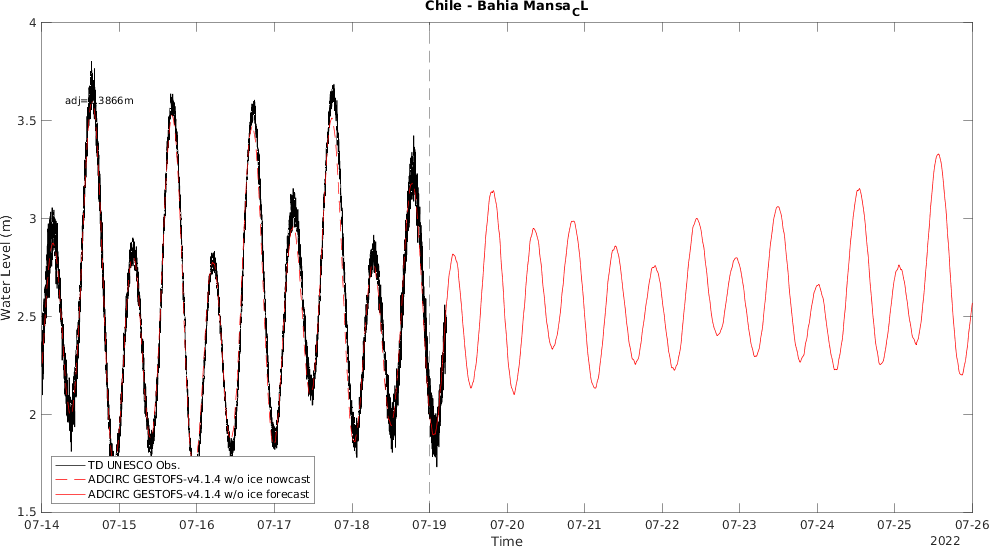 Chile - Bahia MansaCL
4
adj= .3866m
3.5
3
2.5
2
1.5
Water Level (m)
TD UNESCO Obs.
ADCIRC GESTOFS-v4.1.4 w/o ice nowcast
ADCIRC GESTOFS-v4.1.4 w/o ice forecast
07-14 07-15 07-16 07-17 07-18 07-19 07-20 07-21 07-22 07-23 07-24 07-25 07-26
Time
2022